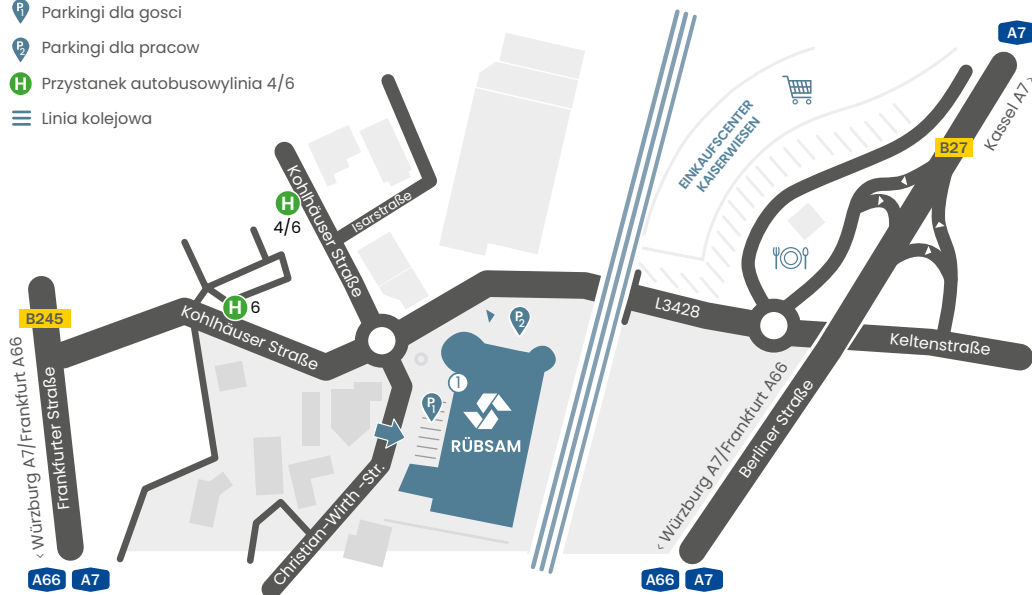 P1 Parkingi dla gosci
P2 Parkingi dla pracow
H Przystanek autobusowylinia 4/6
Linia kolejowa
A7
Kassel A7 ›
B27
EINKAUFSCENTER
KAISERWIESEN
Kohlhäuser Straße
Isarstraße
H
4/6
H 6
B245
Kohlhäuser Straße
L3428
P2
Keltenstraße
1
P1
RÜBSAM
‹ Würzburg A7/Frankfurt A66
Frankfurter Straße
Christian-Wirth -Str.
‹ Würzburg A7/Frankfurt A66
Berliner Straße
A66 A7
A66 A7